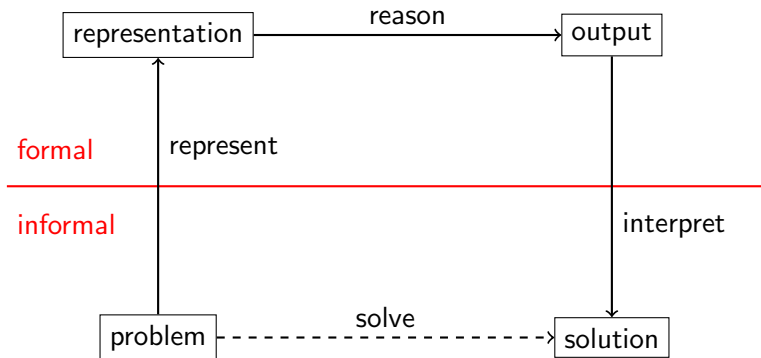 reason
representation
output
formal
represent
informal
interpret
solve
problem
solution